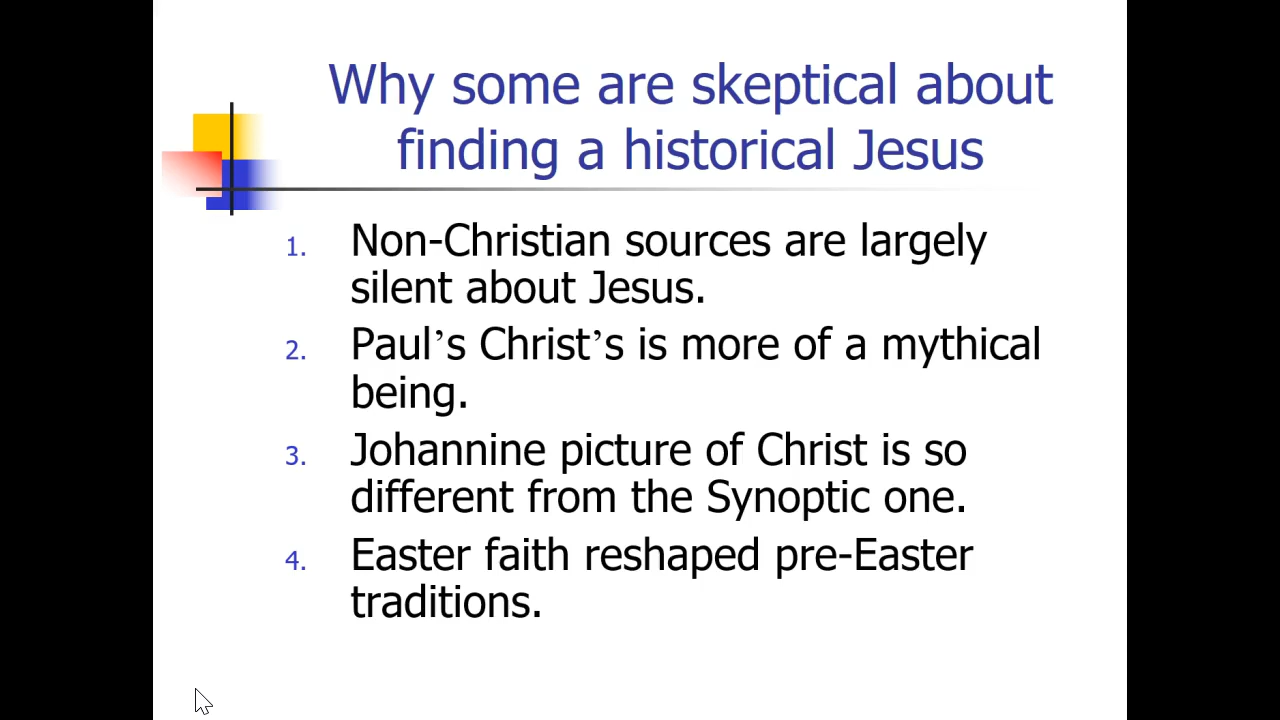 Why some are skeptical about
finding a historical Jesus
1. Non-Christian sources are largely
silent about Jesus.
2. Paul’s Christ’s is more of a mythical
being.
3. Johannine picture of Christ is so
different from the Synoptic one.
4. Easter faith reshaped pre-Easter
traditions.